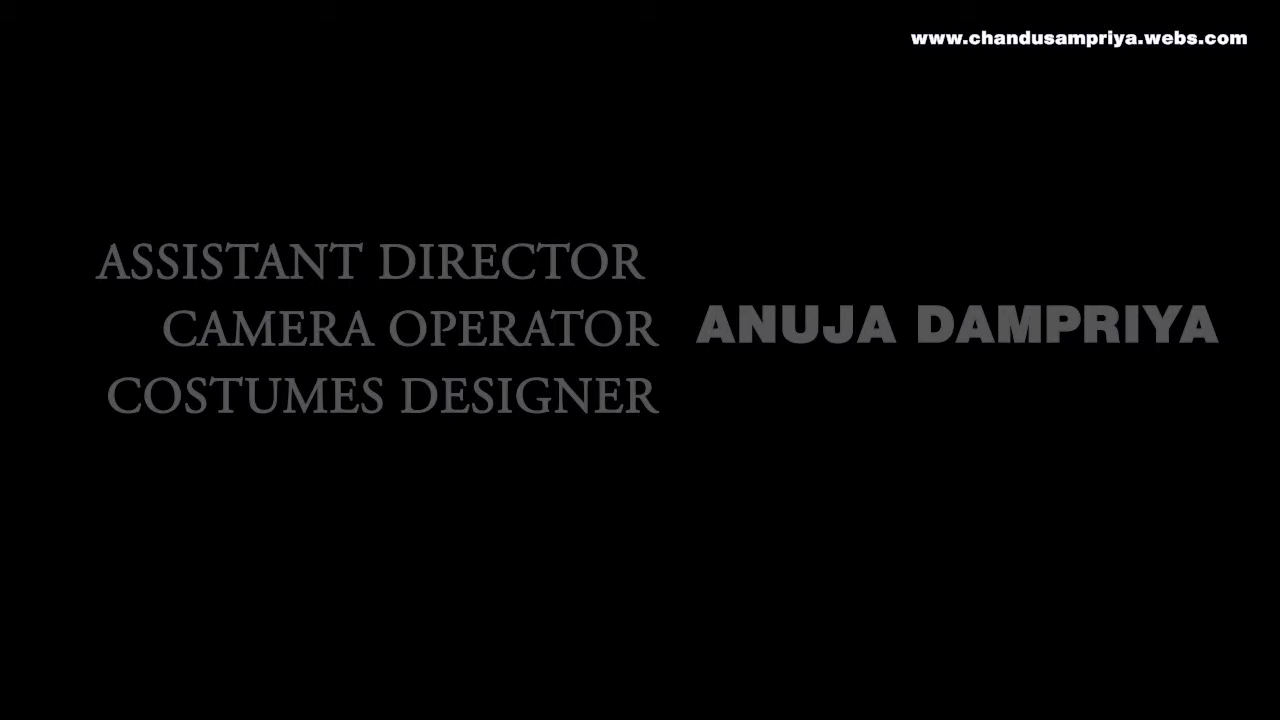 www.chandusampriya.webs.com
ASSISTANT DIRECTOR
CAMERA OPERATOR
COSTUMES DESIGNER
ANUJA DAMPRIYA